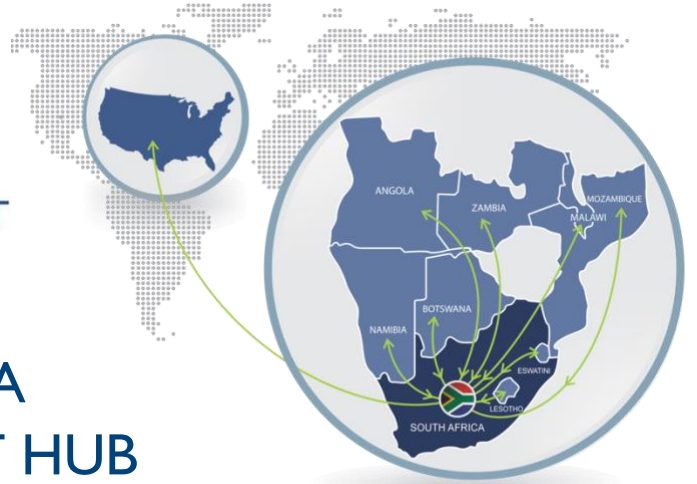 ANGOLA
ZAMBIA
MOZAMBIQUE
MALAWI
BOTSWANA
NAMIBIA
ESWATINI
LESOTHO
SOUTH AFRICA
A
T HUB